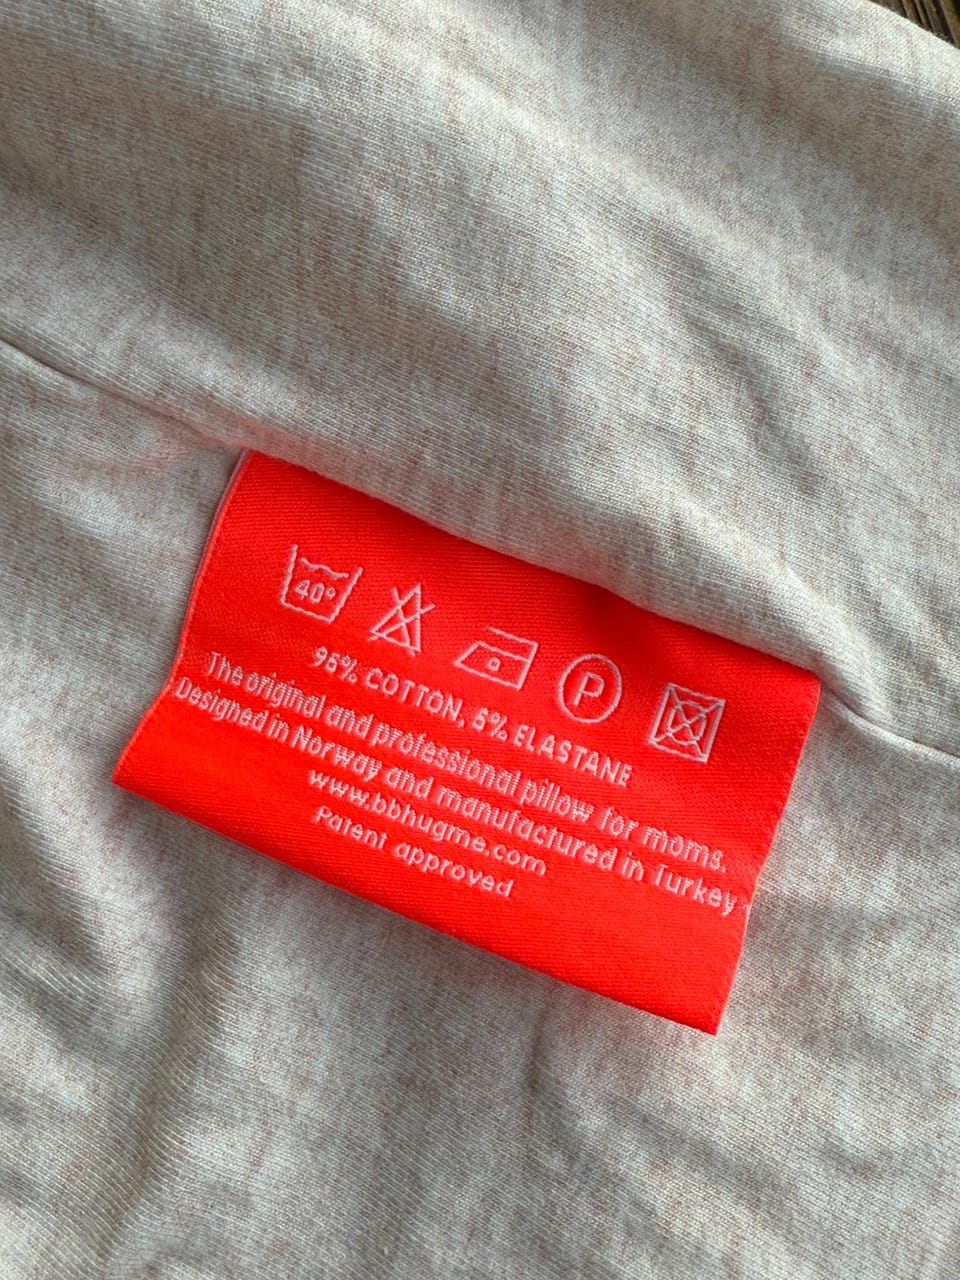 40°
P
95% COTTON, 5% ELASTANE
The original and professional pillow for moms.
Designed in Norway and manufactured in Turkey
www.bbhugme.com
Patent approved